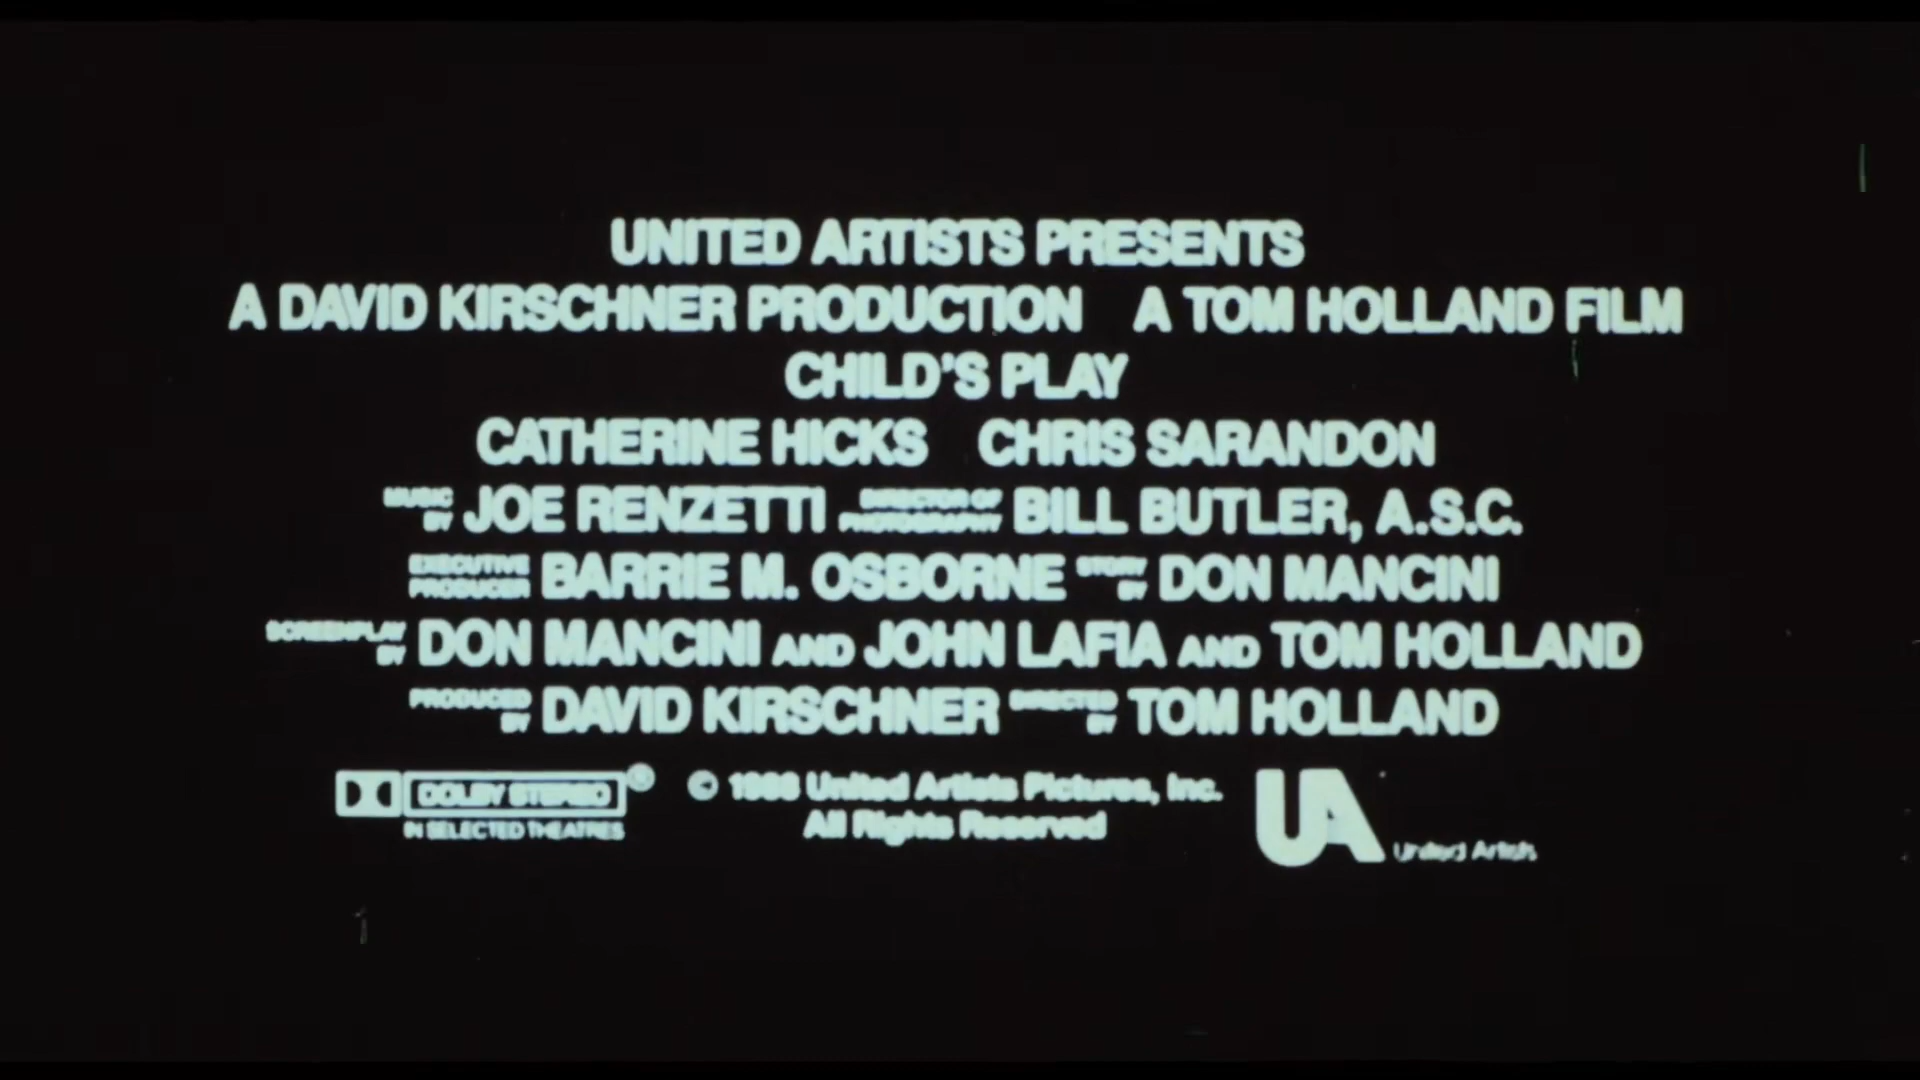 UNITED ARTISTS PRESENTS
A DAVID KIRSCHNER PRODUCTION A TOM HOLLAND FILM
CHILD'S PLAY
CATHERINE HICKS CHRIS SARANDON
MUSIC BY JOE RENZETTI DIRECTOR OF PHOTOGRAPHY BILL BUTLER, A.S.C.
EXECUTIVE PRODUCER BARRIE M. OSBORNE STORY BY DON MANCINI
SCREENPLAY BY DON MANCINI AND JOHN LAFIA AND TOM HOLLAND
PRODUCED BY DAVID KIRSCHNER DIRECTED BY TOM HOLLAND
DOLBY STEREO ® © 1988 United Artists Pictures, Inc.
IN SELECTED THEATRES All Rights Reserved
UA United Artists